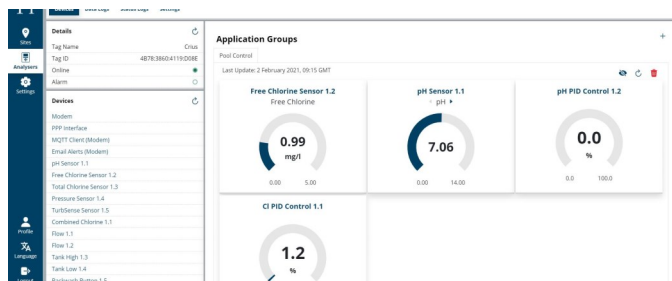 Devices Data Logs Status Logs Settings
Sites
Analysers
Settings
Profile
Language
Logout
Details
Tag Name Crius
Tag ID 4B78:3860:4119:D08E
Online
Alarm
Devices
Modem
PPP Interface
MQTT Client (Modem)
Email Alerts (Modem)
pH Sensor 1.1
Free Chlorine Sensor 1.2
Total Chlorine Sensor 1.3
Pressure Sensor 1.4
TurbSense Sensor 1.5
Combined Chlorine 1.1
Flow 1.1
Flow 1.2
Tank High 1.3
Tank Low 1.4
Backwash Button 1.5
Application Groups +
Pool Control
Last Update: 2 February 2021, 09:15 GMT
Free Chlorine Sensor 1.2
Free Chlorine
0.99
mg/l
0.00 5.00
pH Sensor 1.1
pH
7.06
0.00 14.00
pH PID Control 1.2
0.0
%
0.0 100.0
Cl PID Control 1.1
1.2
%